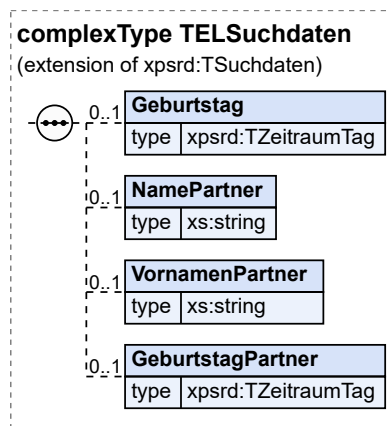 complexType TELSuchdaten
(extension of xpsrd:TSuchdaten)
0..1 Geburtstag
type xpsrd:TZeitraumTag
0..1 NamePartner
type xs:string
0..1 VornamenPartner
type xs:string
0..1 GeburtstagPartner
type xpsrd:TZeitraumTag